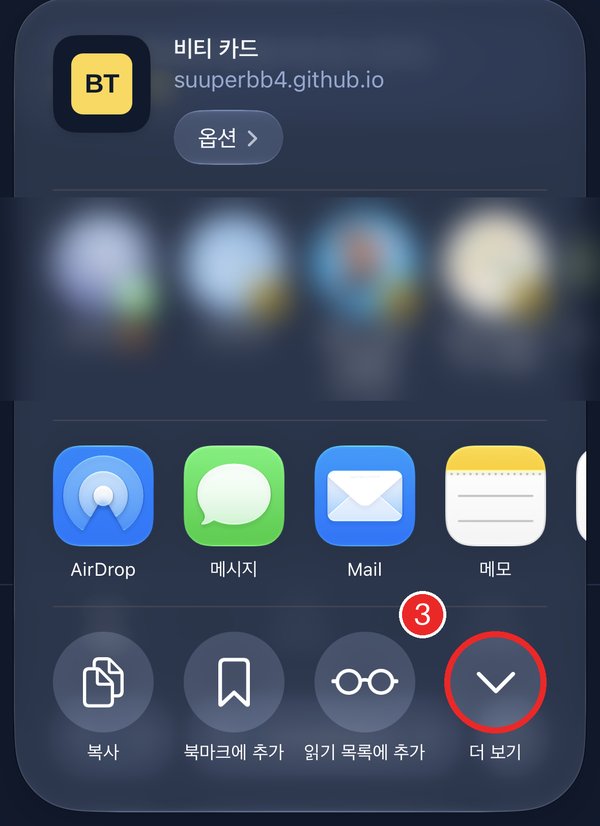 비티 카드
BT
suuperbb4.github.io
옵션
AirDrop
메시지
Mail
메모
3
복사
북마크에 추가
읽기 목록에 추가
더 보기